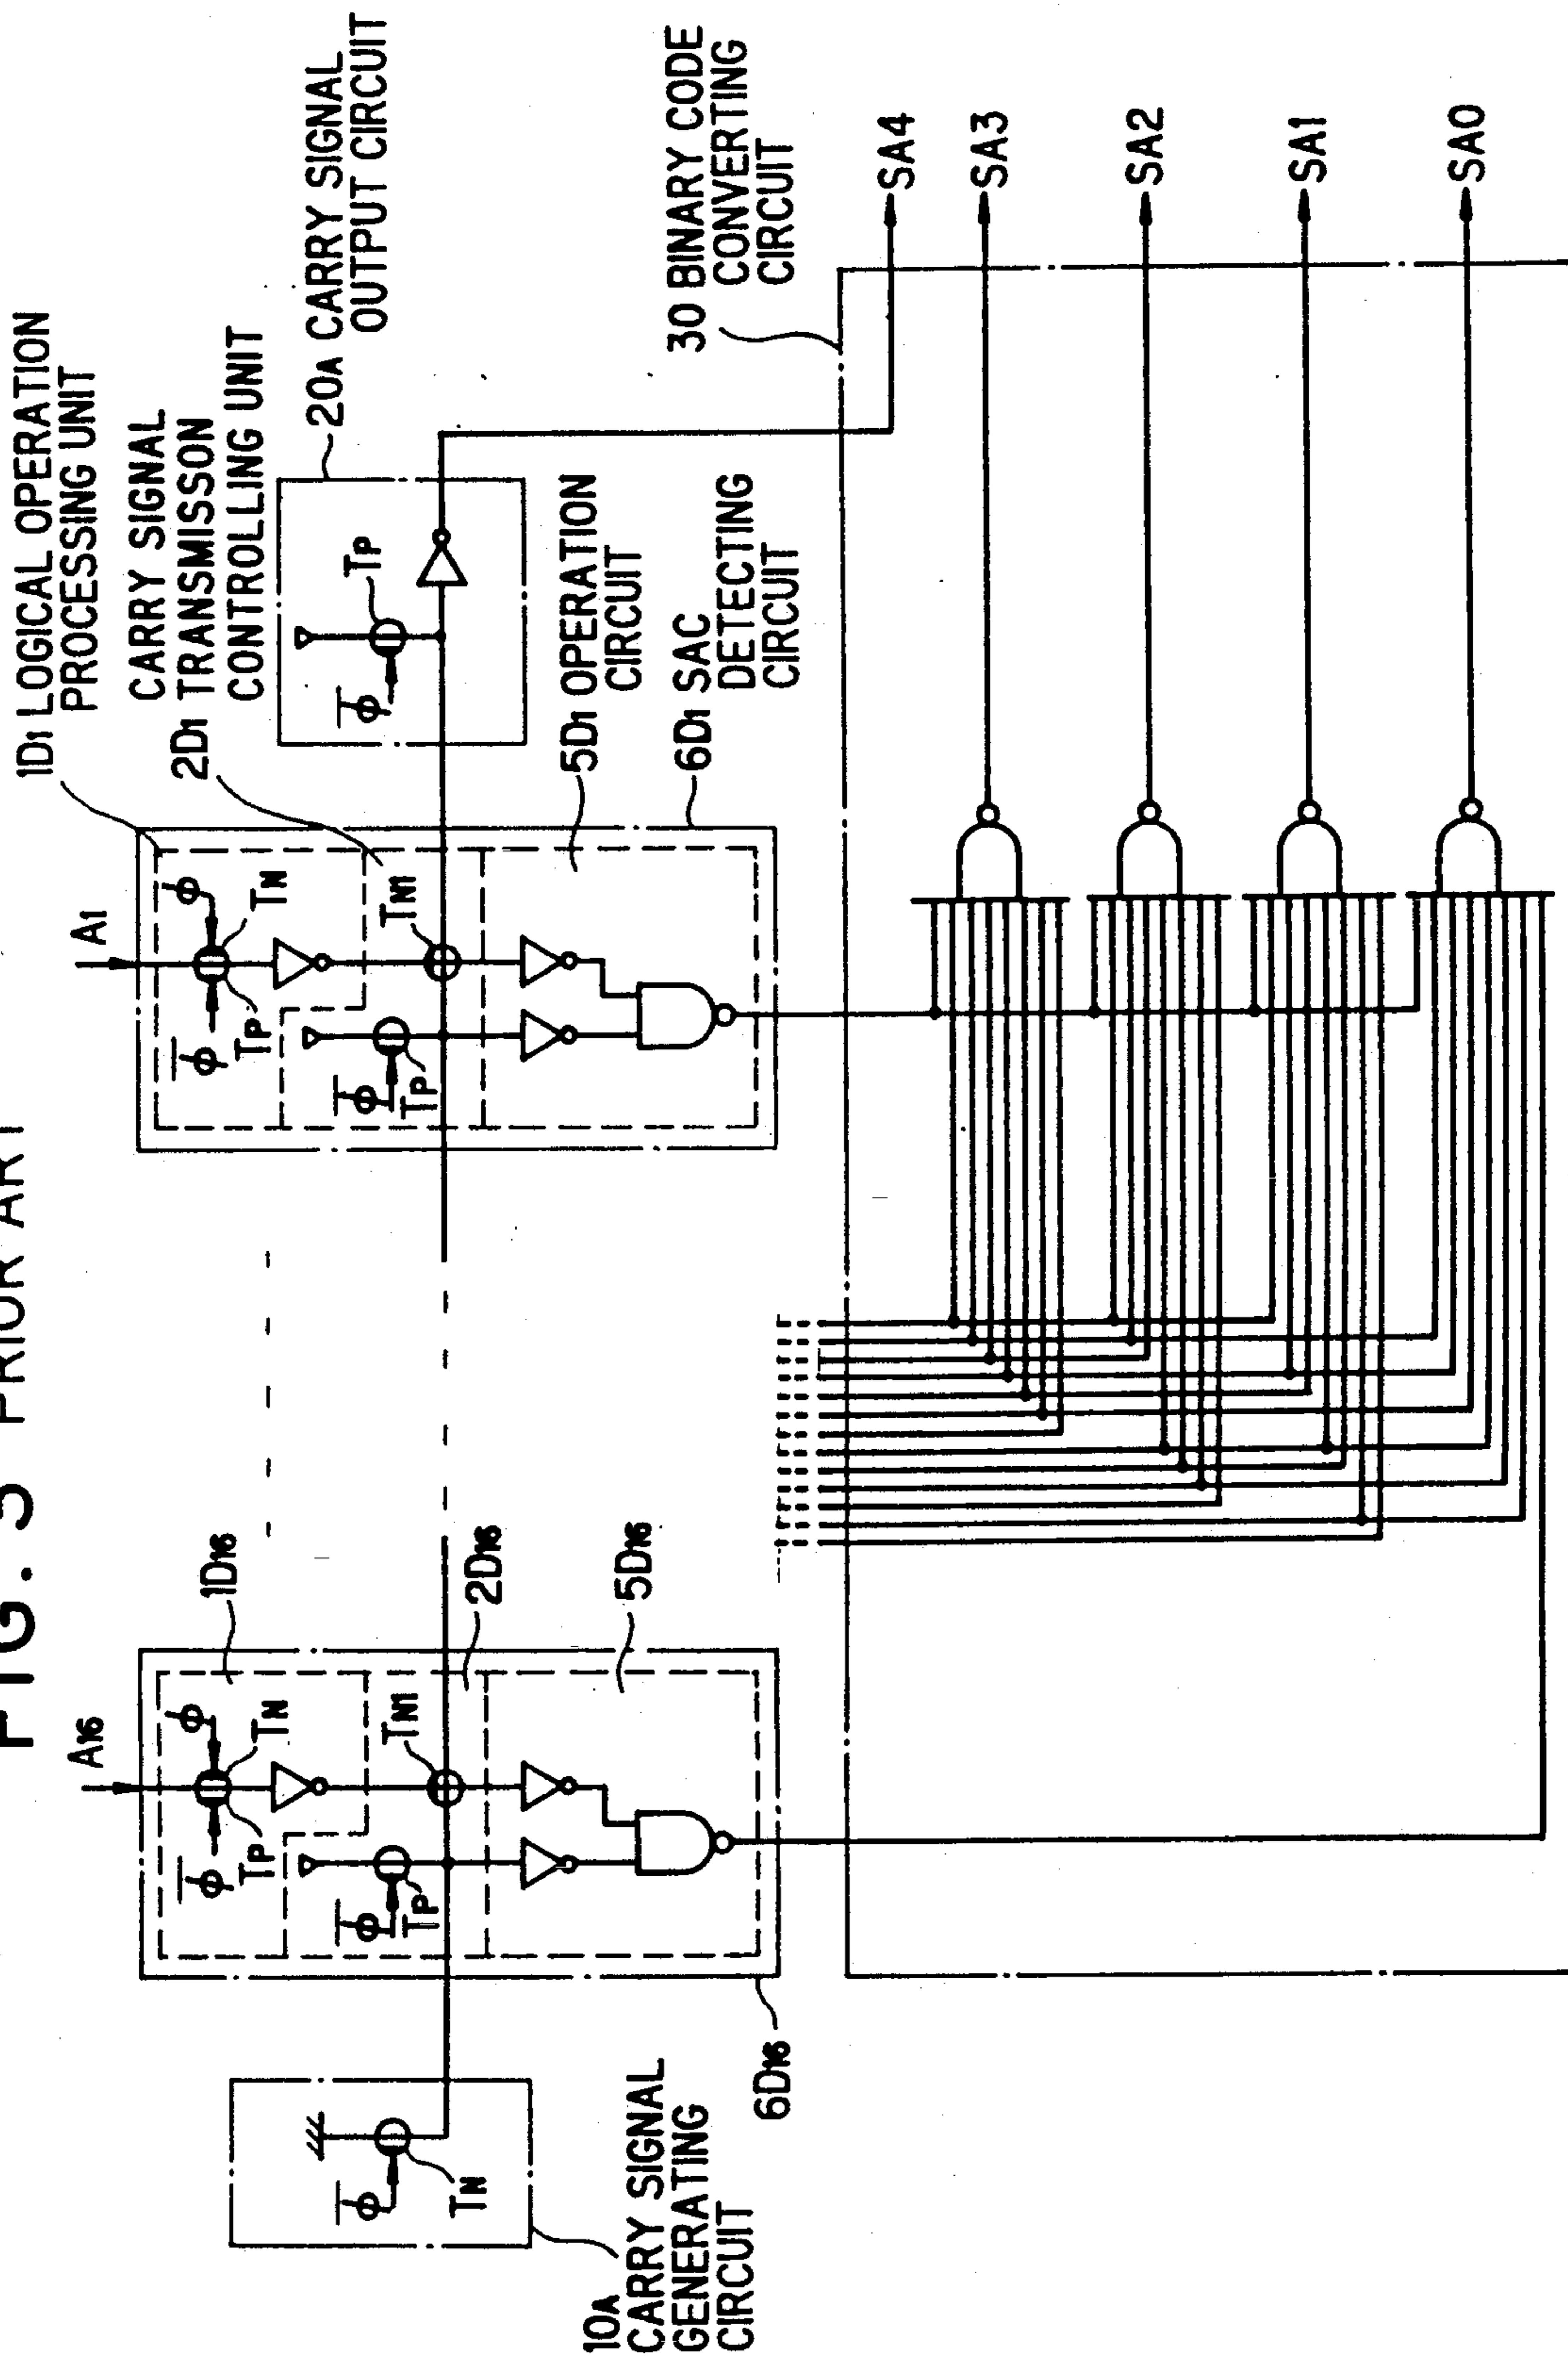 FIG. 3 PRIOR ART
1D1 LOGICAL OPERATION
PROCESSING UNIT
CARRY SIGNAL
2D1 TRANSMISSON
CONTROLLING UNIT
20A CARRY SIGNAL
OUTPUT CIRCUIT
A16
1D16
φ
TN
φ
TP
TN1
φ
TP
2D16
5D16
6D16
A1
φ
TN
φ
TP
TN1
φ
TP
5D1 OPERATION
CIRCUIT
6D1 SAC
DETECTING
CIRCUIT
φ
TP
φ
TN
10A
CARRY SIGNAL
GENERATING
CIRCUIT
30 BINARY CODE
CONVERTING
CIRCUIT
SA4
SA3
SA2
SA1
SA0